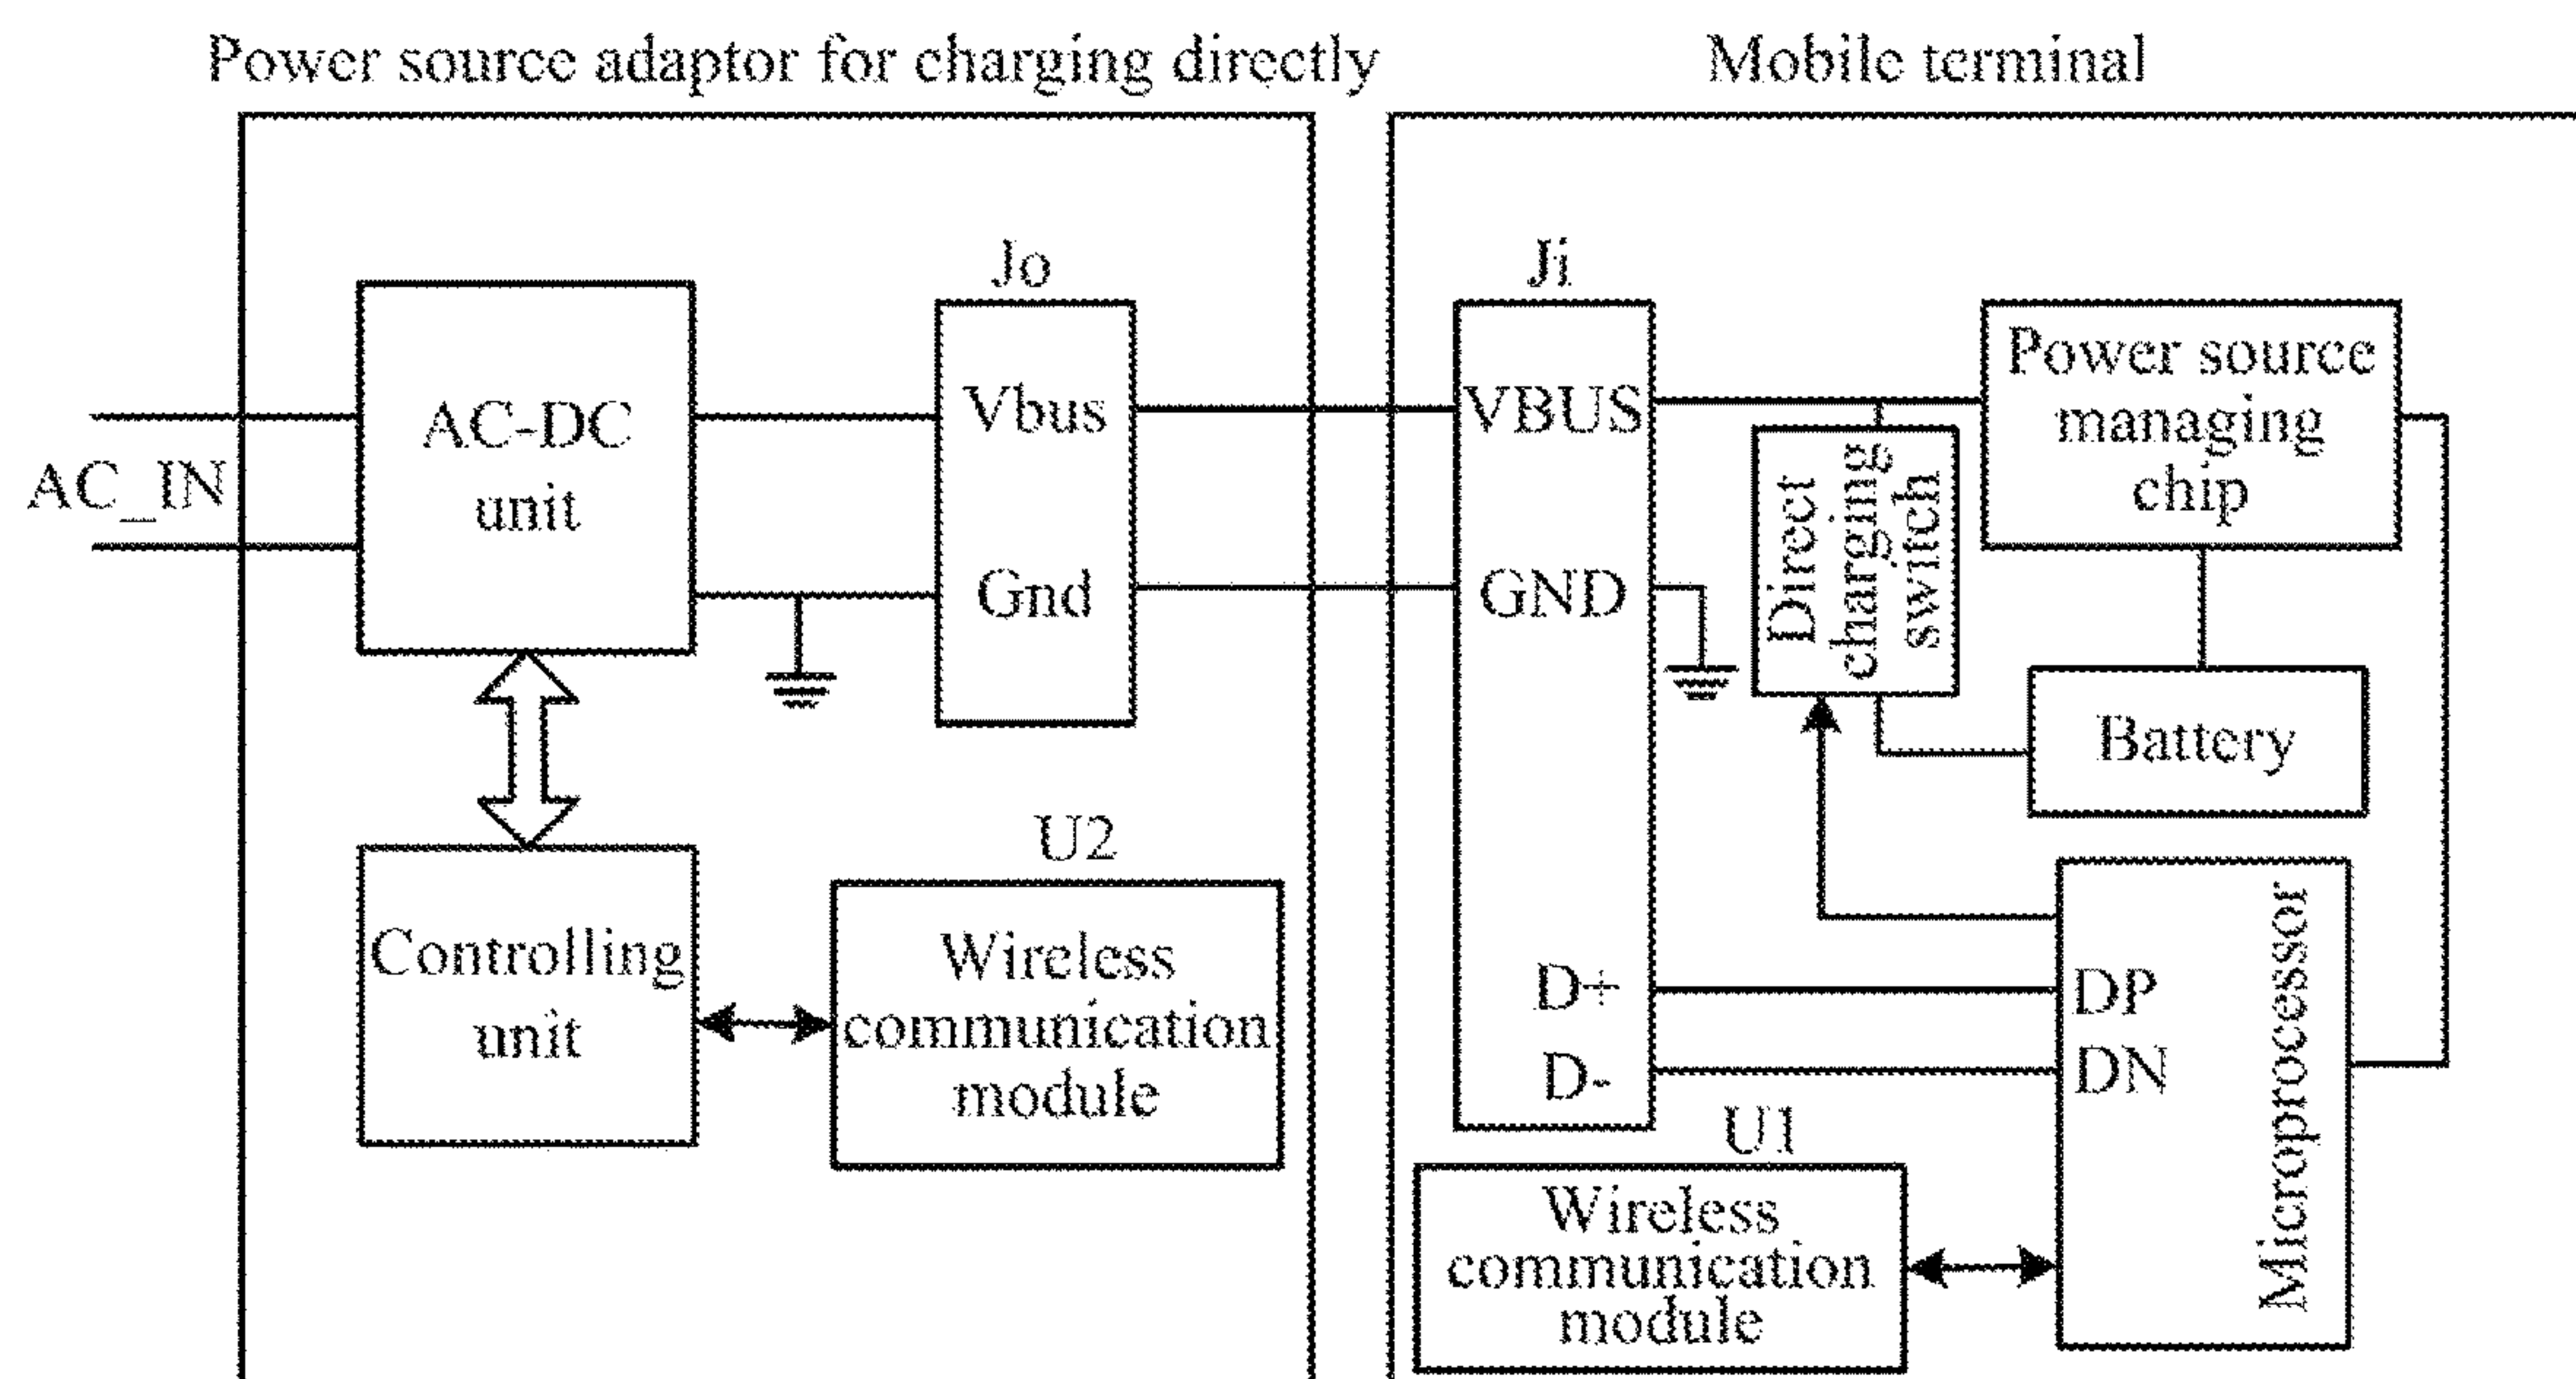 Power source adaptor for charging directly
Mobile terminal
AC_IN
AC-DC
unit
Jo
Vbus
Gnd
Controlling
unit
U2
Wireless
communication
module
Ji
VBUS
GND
D+
D-
Direct
charging
switch
Power source
managing
chip
Battery
DP
DN
Microprocessor
U1
Wireless
communication
module